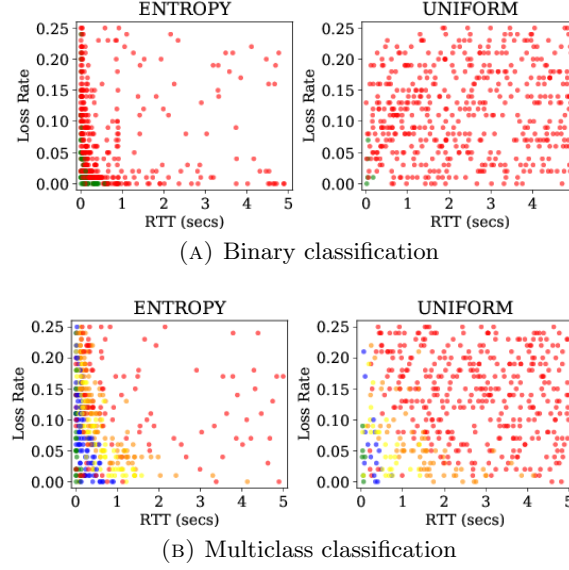 ENTROPY UNIFORM
0.25 0.25
0.20 0.20
0.15 0.15
0.10 0.10
0.05 0.05
0.00 0.00
Loss Rate Loss Rate
0 1 2 3 4 5 0 1 2 3 4
RTT (secs) RTT (secs)
(A) Binary classification
ENTROPY UNIFORM
0.25 0.25
0.20 0.20
0.15 0.15
0.10 0.10
0.05 0.05
0.00 0.00
Loss Rate Loss Rate
0 1 2 3 4 5 0 1 2 3 4 5
RTT (secs) RTT (secs)
(B) Multiclass classification